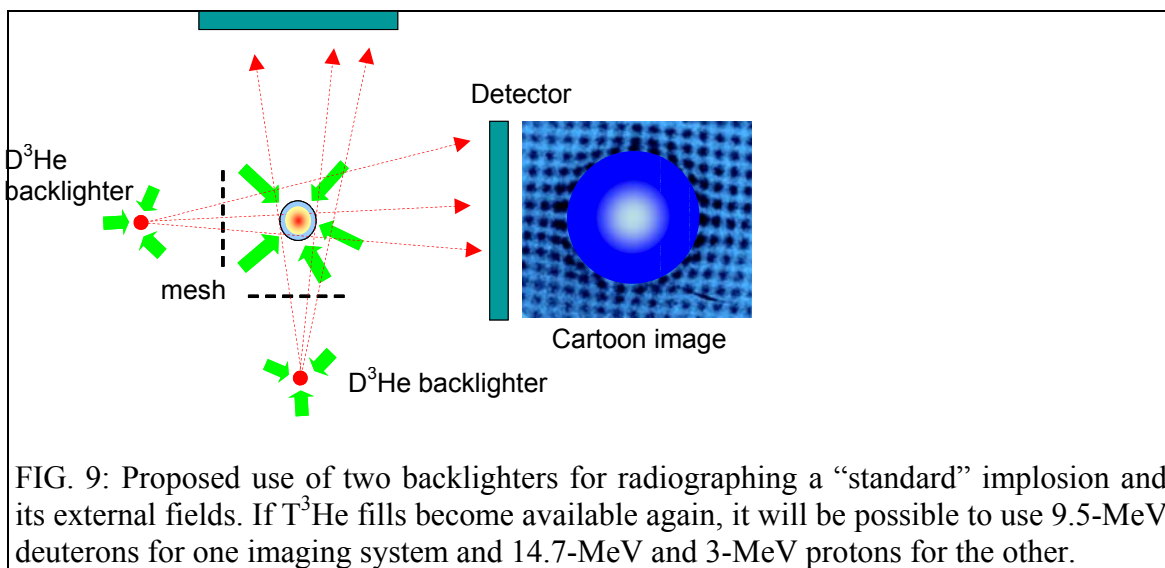 Detector
D³He
backlighter
mesh
Cartoon image
D³He backlighter
FIG. 9: Proposed use of two backlighters for radiographing a “standard” implosion and
its external fields. If T³He fills become available again, it will be possible to use 9.5-MeV
deuterons for one imaging system and 14.7-MeV and 3-MeV protons for the other.